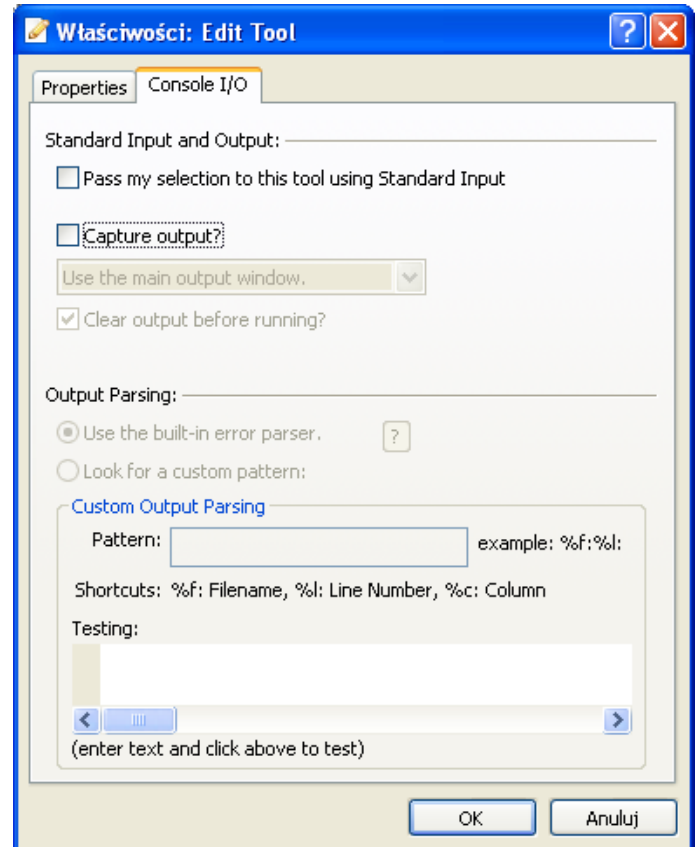 Właściwości: Edit Tool
Properties
Console I/O
Standard Input and Output:
Pass my selection to this tool using Standard Input
Capture output?
Use the main output window.
Clear output before running?
Output Parsing:
Use the built-in error parser.
?
Look for a custom pattern:
Custom Output Parsing
Pattern:
example: %f:%l:
Shortcuts: %f: Filename, %l: Line Number, %c: Column
Testing:
(enter text and click above to test)
OK
Anuluj